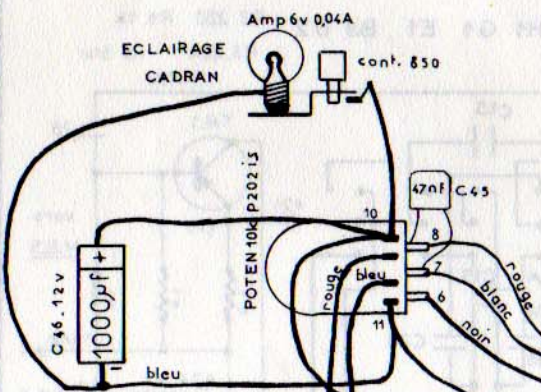 Amp 6v 0,04A
ECLAIRAGE
CADRAN
cont. 850
POTEN 10k P202 is
47nF C45
10
8
7
6
11
rouge
bleu
rouge
blanc
noir
C46. 12v
1000µf
+
-
bleu